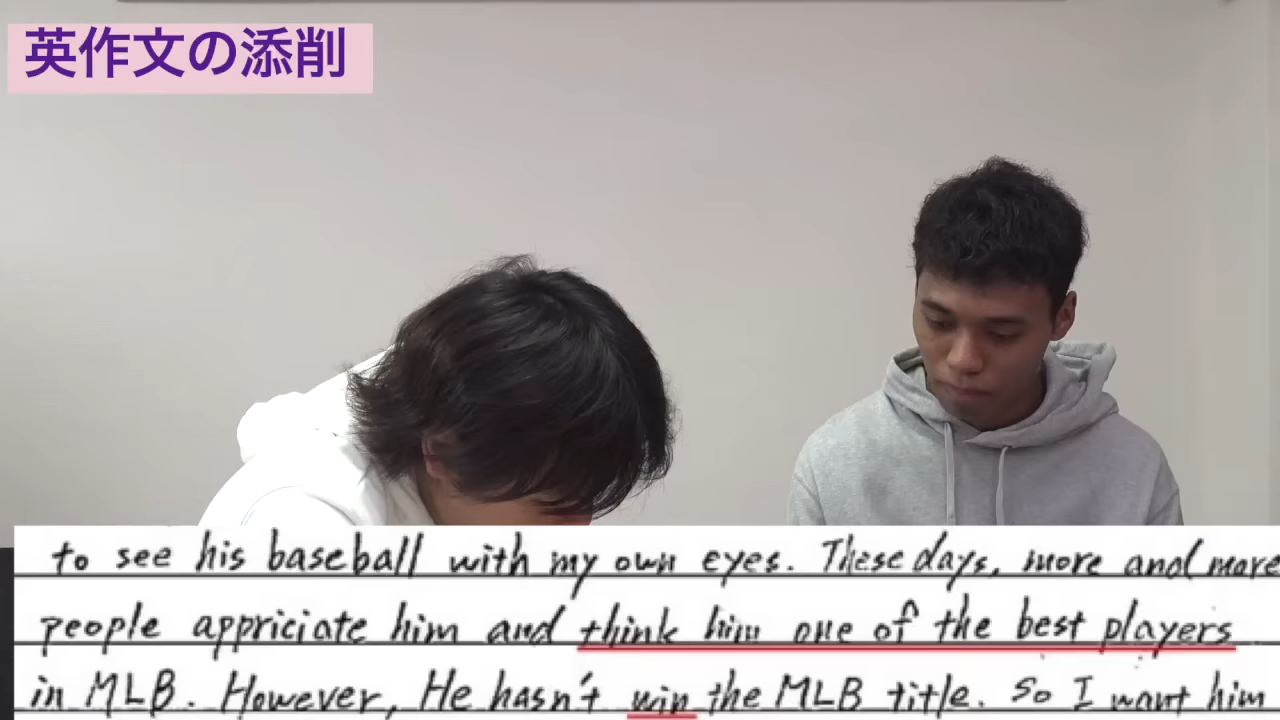 英作文の添削
to see his baseball with my own eyes. These days, more and more
people appriciate him and think him one of the best players
in MLB. However, He hasn't win the MLB title. So I want him